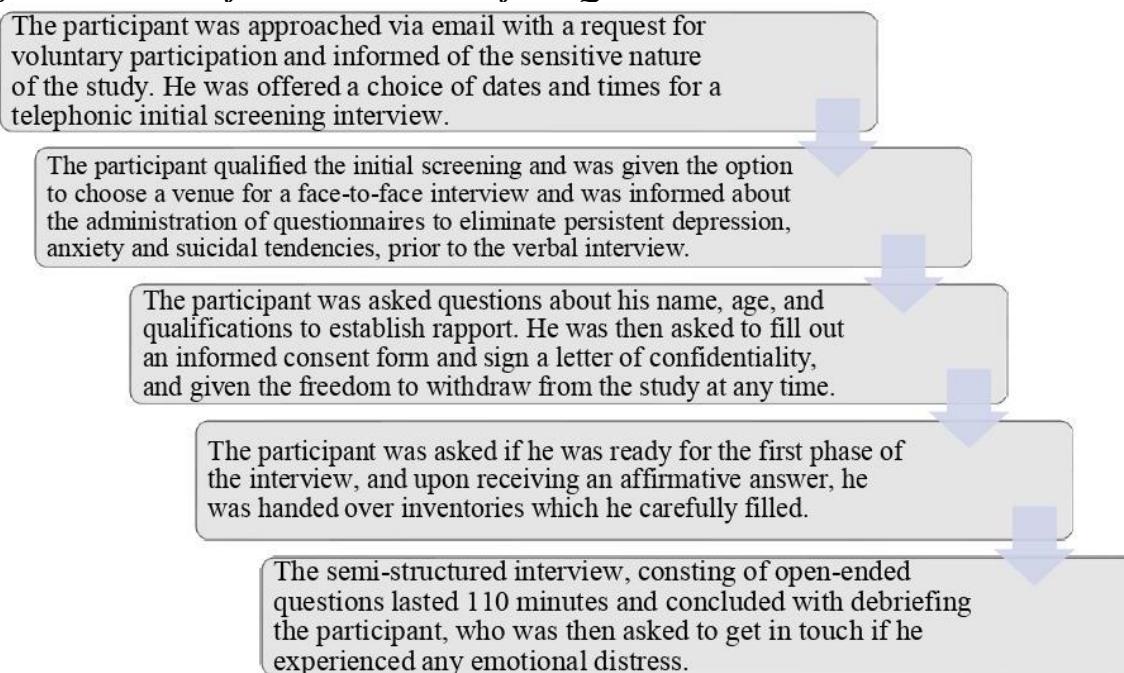 The participant was approached via email with a request for
voluntary participation and informed of the sensitive nature
of the study. He was offered a choice of dates and times for a
telephonic initial screening interview.
The participant qualified the initial screening and was given the option
to choose a venue for a face-to-face interview and was informed about
the administration of questionnaires to eliminate persistent depression,
anxiety and suicidal tendencies, prior to the verbal interview.
The participant was asked questions about his name, age, and
qualifications to establish rapport. He was then asked to fill out
an informed consent form and sign a letter of confidentiality,
and given the freedom to withdraw from the study at any time.
The participant was asked if he was ready for the first phase of
the interview, and upon receiving an affirmative answer, he
was handed over inventories which he carefully filled.
The semi-structured interview, consting of open-ended
questions lasted 110 minutes and concluded with debriefing
the participant, who was then asked to get in touch if he
experienced any emotional distress.